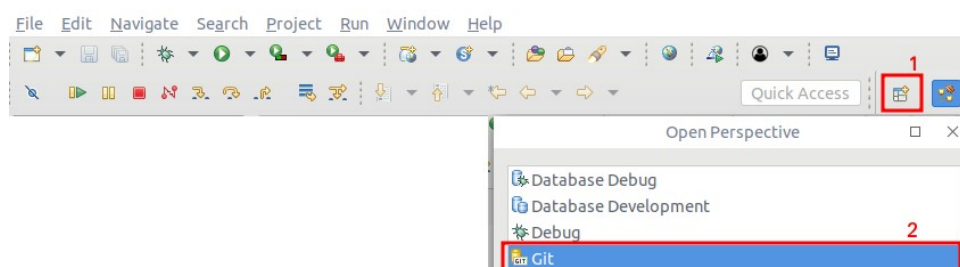 File Edit Navigate Search Project Run Window Help
1
Quick Access
Open Perspective
Database Debug
Database Development
Debug
2
GIT Git